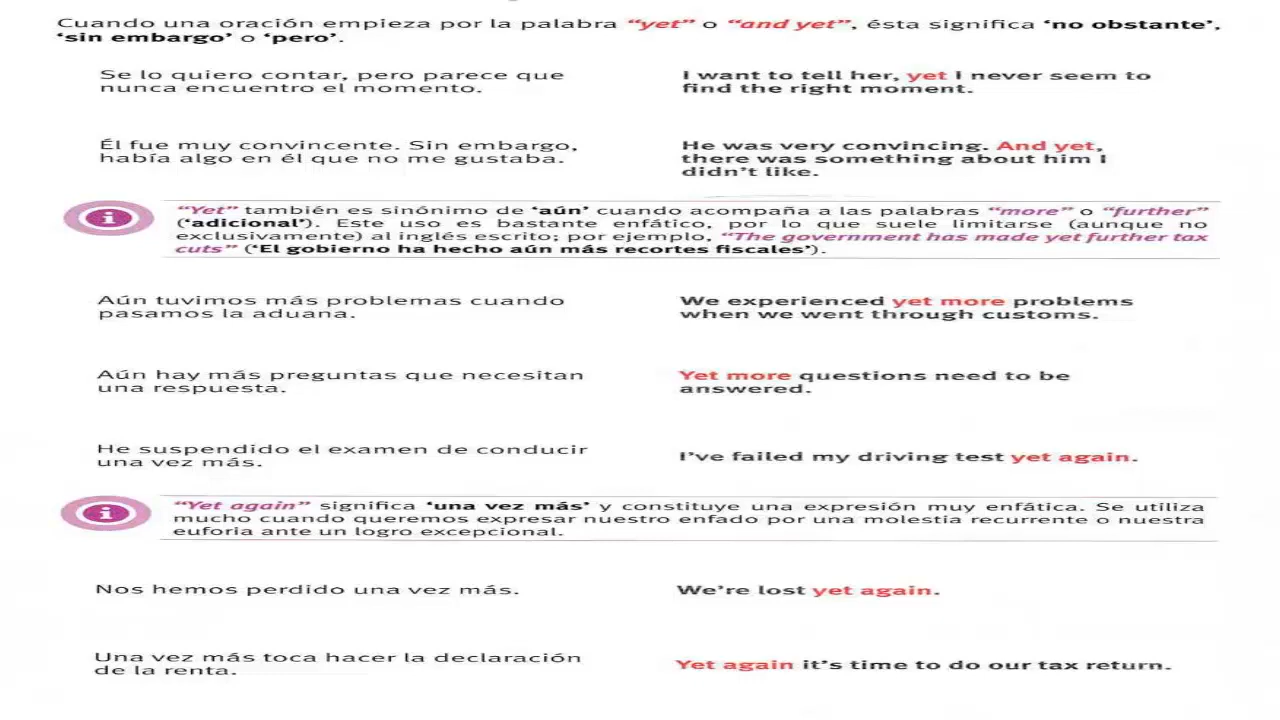 Cuando una oración empieza por la palabra “yet” o “and yet”, ésta significa ‘no obstante’,
‘sin embargo’ o ‘pero’.
Se lo quiero contar, pero parece que
nunca encuentro el momento.
I want to tell her, yet I never seem to
find the right moment.
Él fue muy convincente. Sin embargo,
había algo en él que no me gustaba.
He was very convincing. And yet,
there was something about him I
didn’t like.
“Yet” también es sinónimo de ‘aún’ cuando acompaña a las palabras “more” o “further”
(‘adicional’). Este uso es bastante enfático, por lo que suele limitarse (aunque no
exclusivamente) al inglés escrito; por ejemplo, “The government has made yet further tax
cuts” (‘El gobierno ha hecho aún más recortes fiscales’).
Aún tuvimos más problemas cuando
pasamos la aduana.
We experienced yet more problems
when we went through customs.
Aún hay más preguntas que necesitan
una respuesta.
Yet more questions need to be
answered.
He suspendido el examen de conducir
una vez más.
I’ve failed my driving test yet again.
“Yet again” significa ‘una vez más’ y constituye una expresión muy enfática. Se utiliza
mucho cuando queremos expresar nuestro enfado por una molestia recurrente o nuestra
euforia ante un logro excepcional.
Nos hemos perdido una vez más.
We’re lost yet again.
Una vez más toca hacer la declaración
de la renta.
Yet again it’s time to do our tax return.